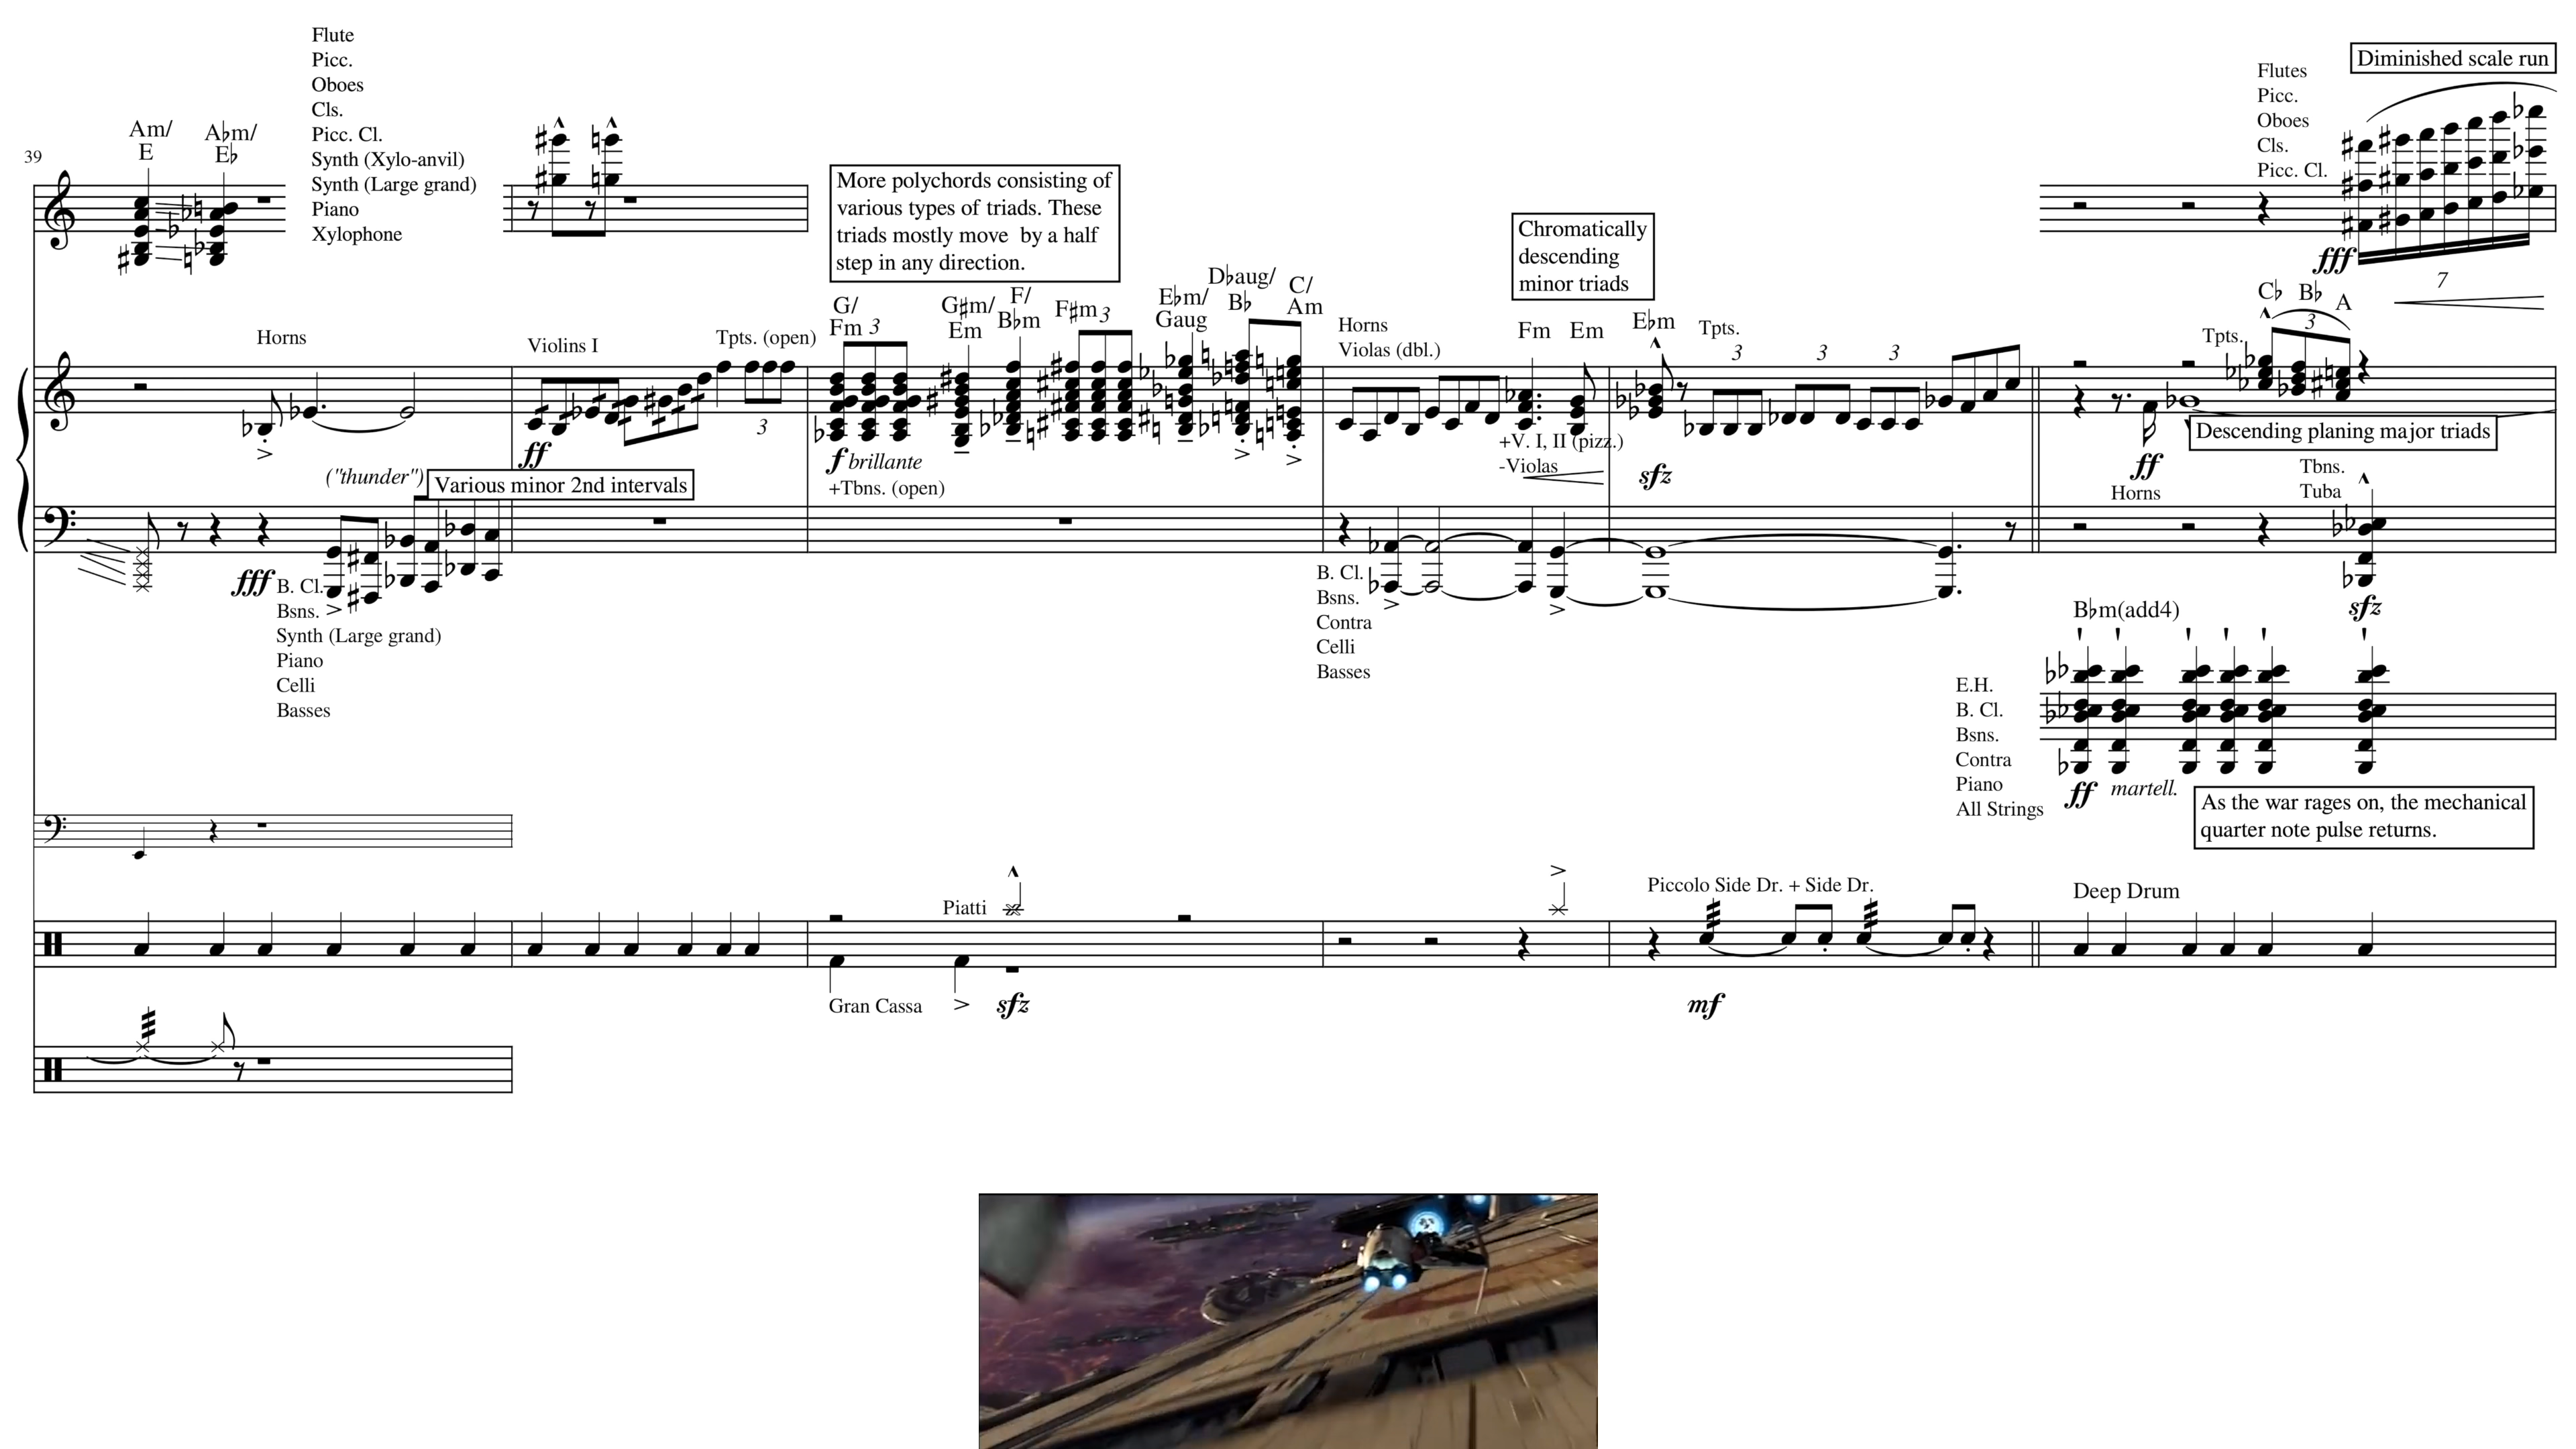 39
Am/
E
A♭m/
E♭
Flute
Picc.
Oboes
Cls.
Picc. Cl.
Synth (Xylo-anvil)
Synth (Large grand)
Piano
Xylophone
More polychords consisting of
various types of triads. These
triads mostly move by a half
step in any direction.
Chromatically
descending
minor triads
Flutes
Picc.
Oboes
Cls.
Picc. Cl.
Diminished scale run
fff
7
Horns
Violins I
Tpts. (open)
3
ff
G/
Fm
3
G♯m/
Em
F/
B♭m
F♯m
3
E♭m/
Gaug
D♭aug/
B♭
C/
Am
f brillante
+Tbns. (open)
Horns
Violas (dbl.)
Fm
Em
+V. I, II (pizz.)
-Violas
E♭m
Tpts.
3
3
3
sfz
Tpts.
C♭
B♭
A
3
Descending planing major triads
ff
Horns
Tbns.
Tuba
sfz
("thunder")
Various minor 2nd intervals
fff
B. Cl.
Bsns.
Synth (Large grand)
Piano
Celli
Basses
B. Cl.
Bsns.
Contra
Celli
Basses
B♭m(add4)
E.H.
B. Cl.
Bsns.
Contra
Piano
All Strings
ff martell.
As the war rages on, the mechanical
quarter note pulse returns.
Piatti
Gran Cassa
sfz
Piccolo Side Dr. + Side Dr.
mf
Deep Drum